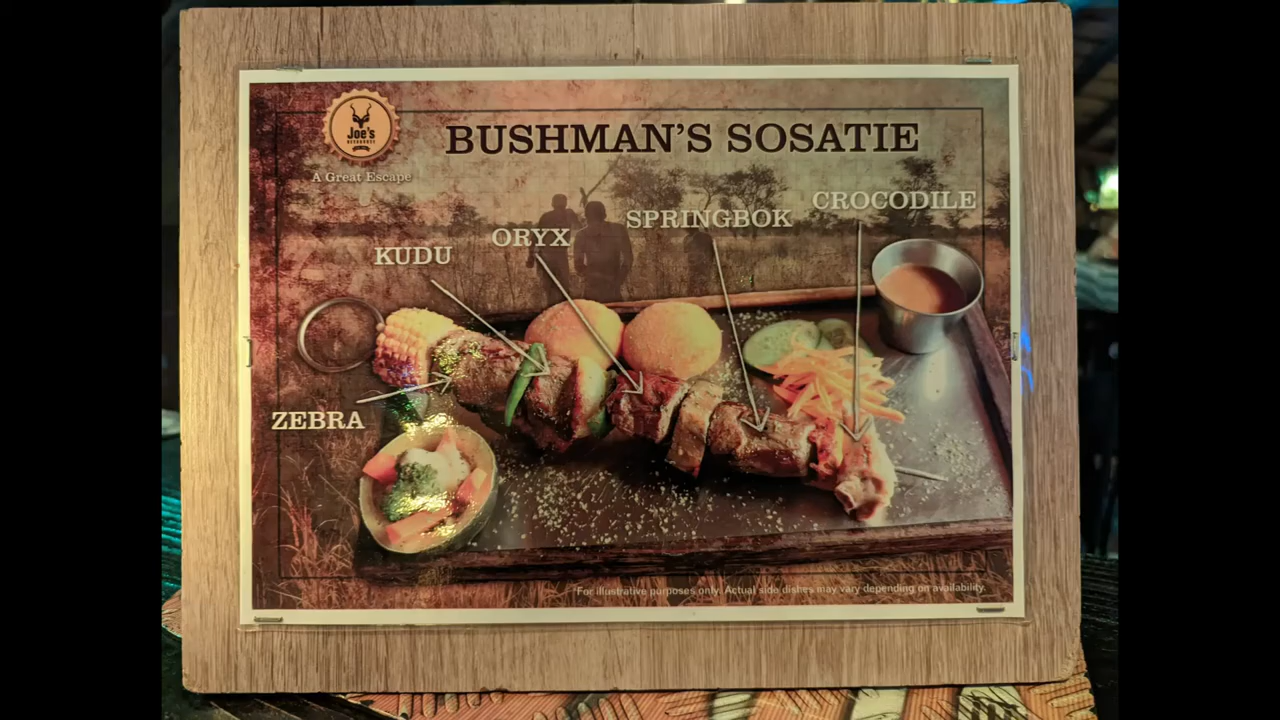 Joe's
BEERHOUSE
A Great Escape
BUSHMAN'S SOSATIE
CROCODILE
SPRINGBOK
ORYX
KUDU
ZEBRA
*For illustrative purposes only. Actual side dishes may vary depending on availability.